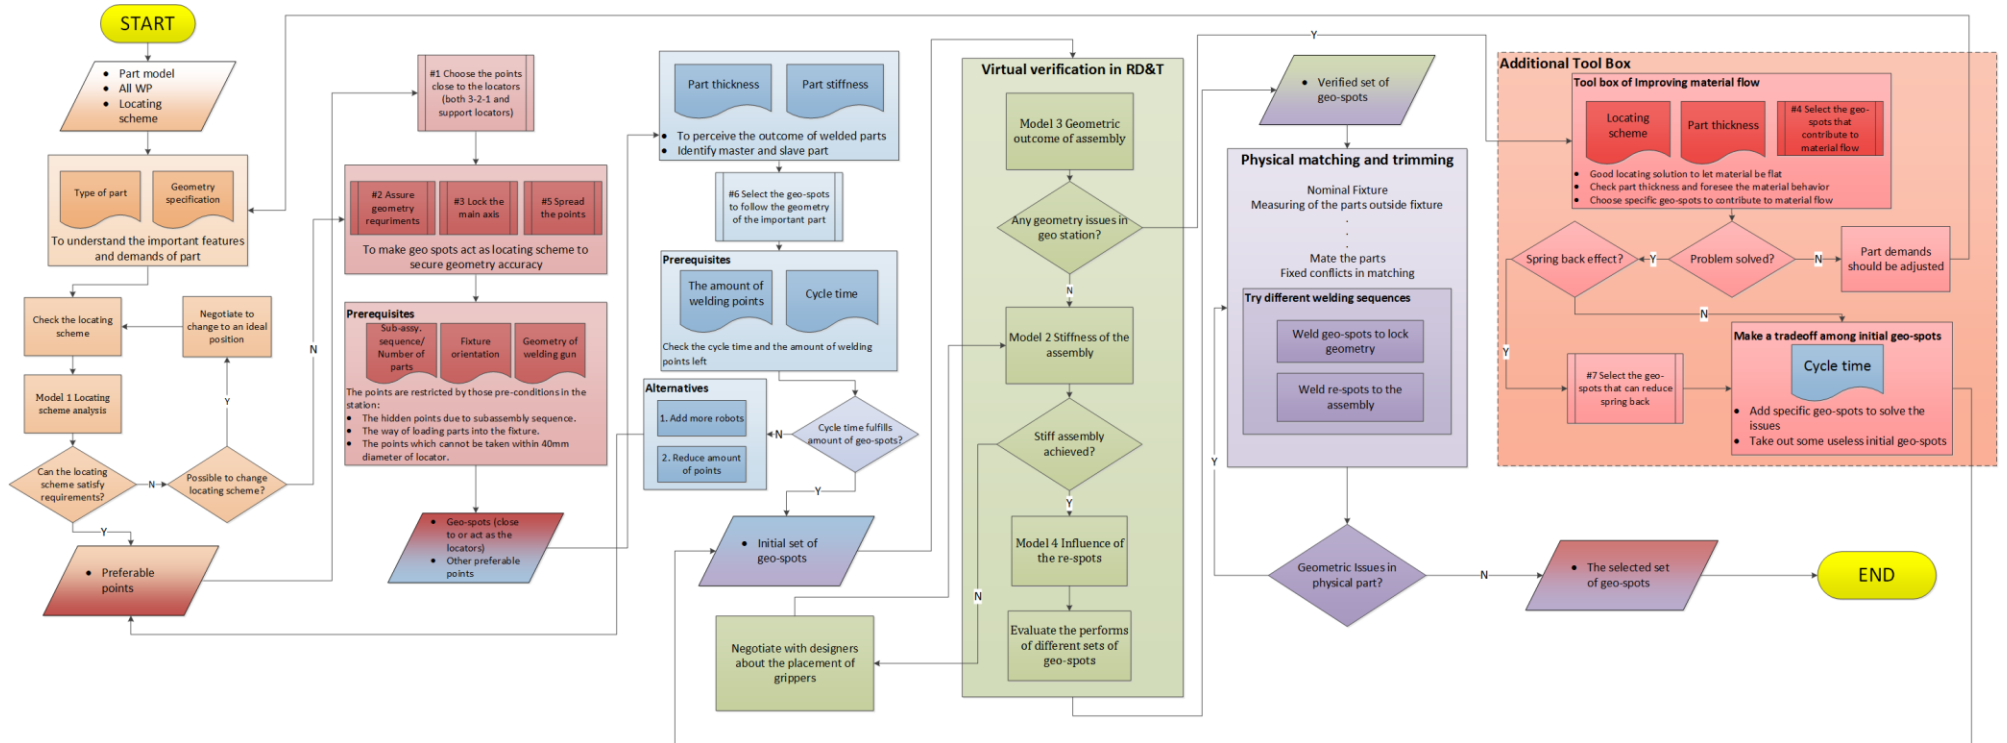 START
• Part model
• All WP
• Locating
scheme
Type of part
Geometry
specification
To understand the important features
and demands of part
Check the locating
scheme
Negotiate to
change to an ideal
position
Model 1 Locating
scheme analysis
Can the locating
scheme satisfy
requirements?
N
Possible to change
locating scheme?
Y
N
Y
• Preferable
points
#1 Choose the points
close to the locators
(both 3-2-1 and
support locators)
#2 Assure
geometry
requriments
#3 Lock the
main axis
#5 Spread
the points
To make geo spots act as locating scheme to
secure geometry accuracy
Prerequisites
Sub-assy.
sequence/
Number of
parts
Fixture
orientation
Geometry of
welding gun
The points are restricted by those pre-conditions in the
station:
• The hidden points due to subassembly sequence.
• The way of loading parts into the fixture.
• The points which cannot be taken within 40mm
diameter of locator.
• Geo-spots (close
to or act as the
locators)
• Other preferable
points
Part thickness
Part stiffness
• To perceive the outcome of welded parts
• Identify master and slave part
#6 Select the geo-spots
to follow the geometry
of the important part
Prerequisites
The amount of
welding points
Cycle time
Check the cycle time and the amount of welding
points left
Alternatives
1. Add more robots
2. Reduce amount
of points
N
Cycle time fulfills
amount of geo-spots?
Y
• Initial set of
geo-spots
Negotiate with designers
about the placement of
grippers
Virtual verification in RD&T
Model 3 Geometric
outcome of assembly
Any geometry issues in
geo station?
N
Model 2 Stiffness of the
assembly
Stiff assembly
achieved?
Y
N
Model 4 Influence of
the re-spots
Evaluate the performs
of different sets of
geo-spots
Y
• Verified set of
geo-spots
Physical matching and trimming
Nominal Fixture
Measuring of the parts outside fixture
.
.
.
Mate the parts
Fixed conflicts in matching
Try different welding sequences
Weld geo-spots to lock
geometry
Weld re-spots to the
assembly
Y
Geometric Issues in
physical part?
N
• The selected set
of geo-spots
END
Additional Tool Box
Tool box of Improving material flow
Locating
scheme
Part thickness
#4 Select the geo-
spots that
contribute to
material flow
• Good locating solution to let material be flat
• Check part thickness and foresee the material behavior
• Choose specific geo-spots to contribute to material flow
Spring back effect?
Y
Problem solved?
N
Part demands
should be adjusted
N
Y
#7 Select the geo-
spots that can reduce
spring back
Make a tradeoff among initial geo-spots
Cycle time
• Add specific geo-spots to solve the
issues
• Take out some useless initial geo-spots